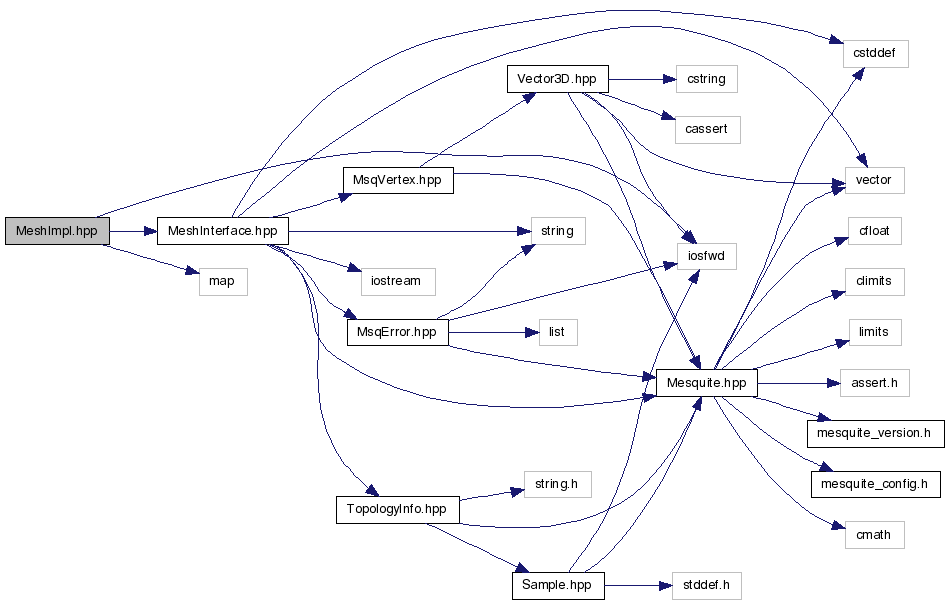 cstddef
Vector3D.hpp
cstring
cassert
MsqVertex.hpp
vector
MeshImpl.hpp
MeshInterface.hpp
string
cfloat
iosfwd
map
iostream
climits
MsqError.hpp
list
limits
Mesquite.hpp
assert.h
mesquite_version.h
string.h
mesquite_config.h
TopologyInfo.hpp
cmath
Sample.hpp
stddef.h